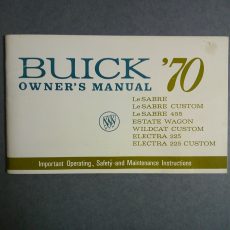 BUICK '70
OWNER'S MANUAL
LeSABRE
LeSABRE CUSTOM
LeSABRE 455
ESTATE WAGON
WILDCAT CUSTOM
ELECTRA 225
ELECTRA 225 CUSTOM
Important Operating, Safety and Maintenance Instructions